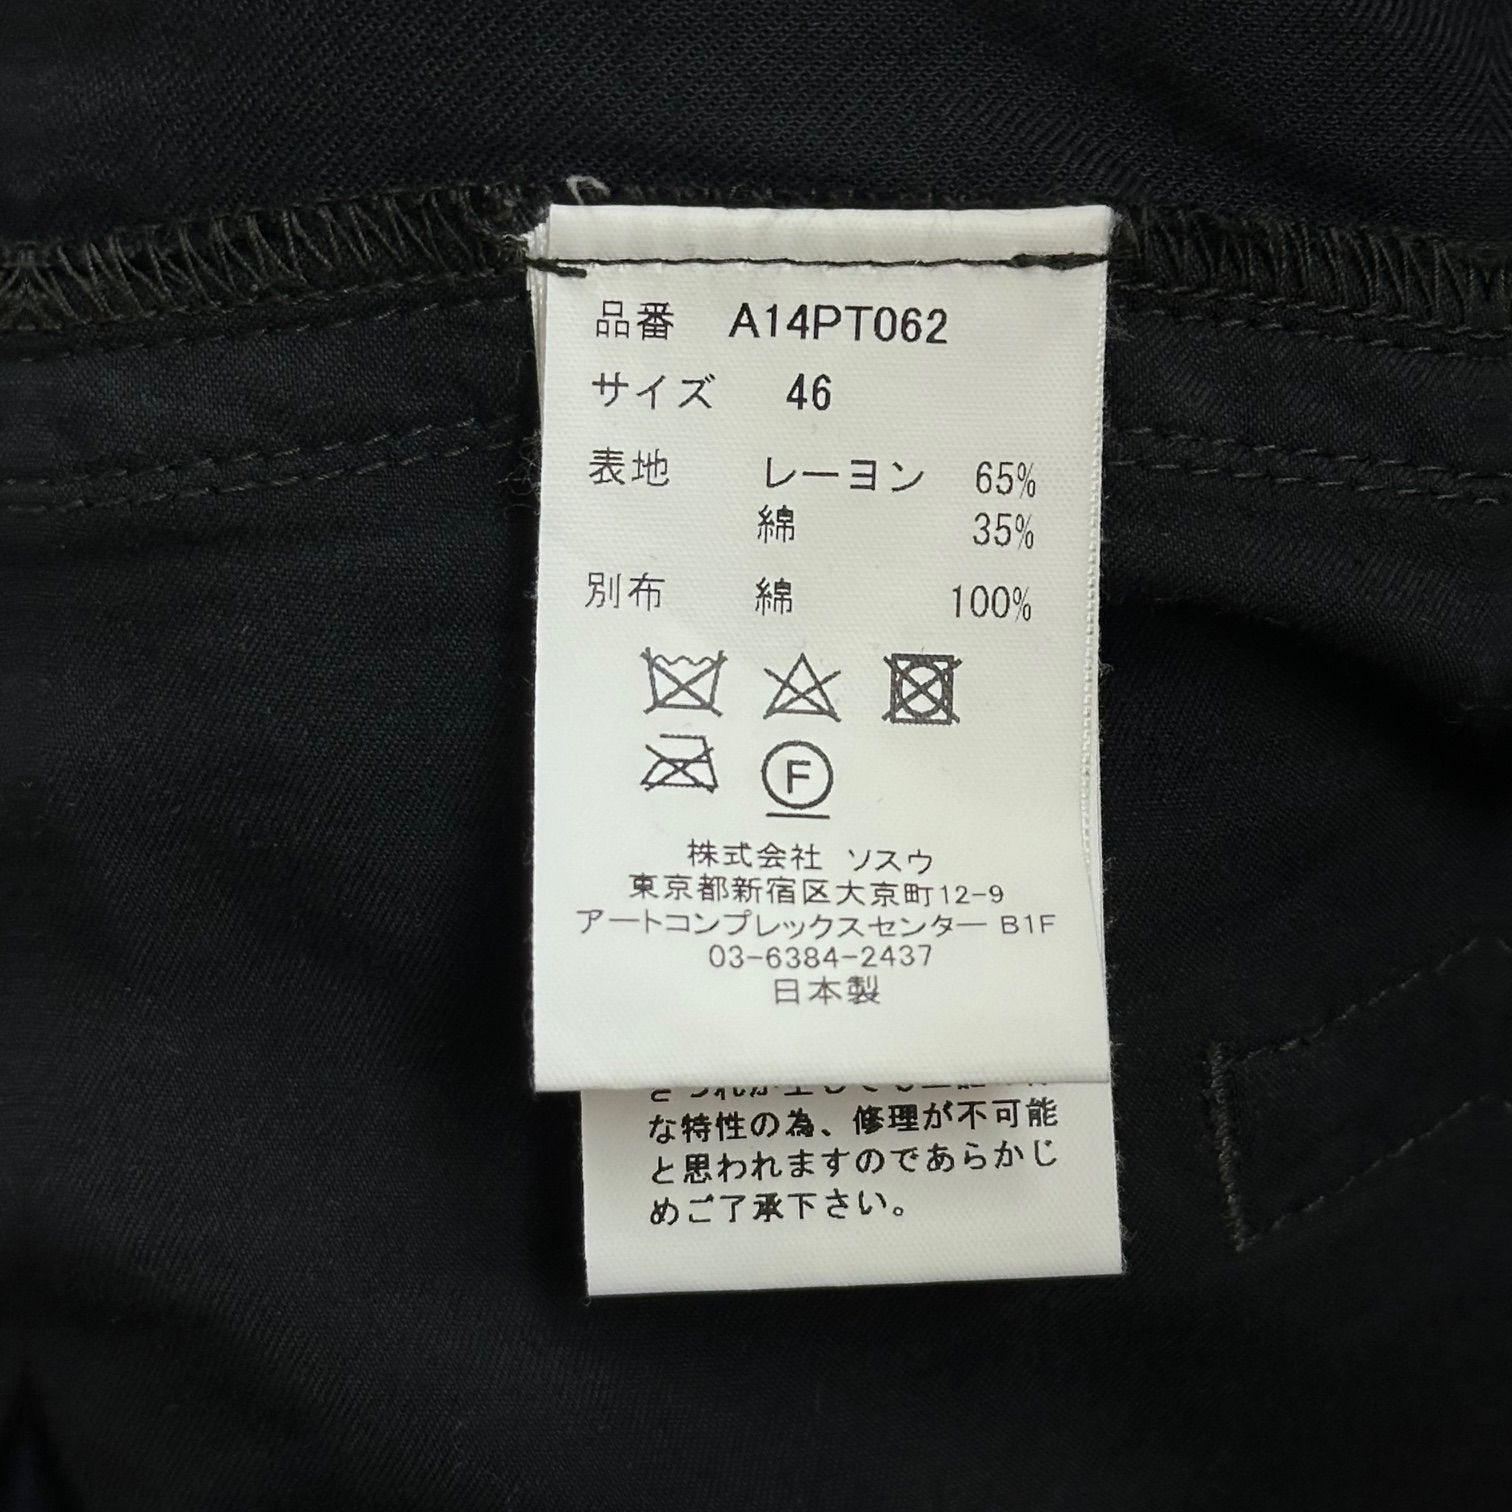 品番 A14PT062
サイズ 46
表地 レーヨン 65%
綿 35%
別布 綿 100%
F
株式会社 ソスウ
東京都新宿区大京町12-9
アートコンプレックスセンター B1F
03-6384-2437
日本製
な特性の為、修理が不可能
と思われますのであらかじ
めご了承下さい。